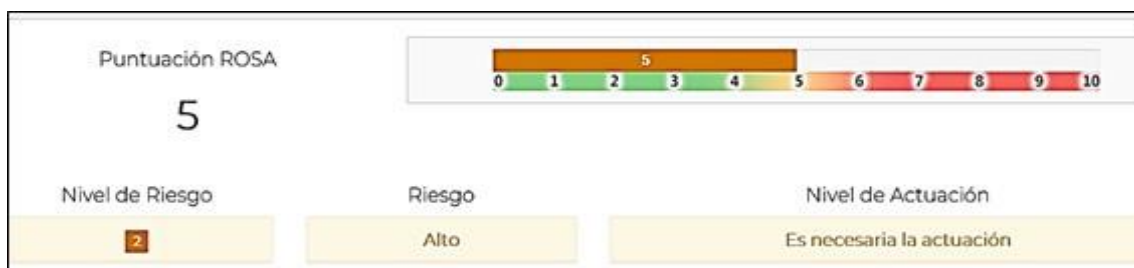 Puntuación ROSA
5
5
0 1 2 3 4 5 6 7 8 9 10
Nivel de Riesgo Riesgo Nivel de Actuación
2 Alto Es necesaria la actuación